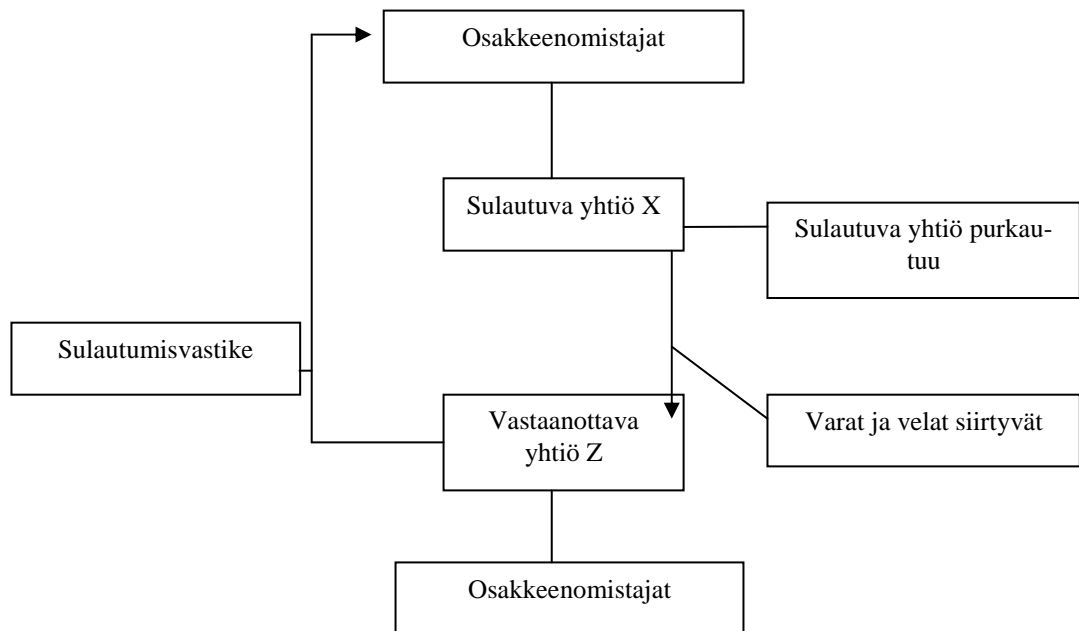 Osakkeenomistajat
Sulautuva yhtiö X
Sulautuva yhtiö purkau-
tuu
Sulautumisvastike
Vastaanottava
yhtiö Z
Varat ja velat siirtyvät
Osakkeenomistajat